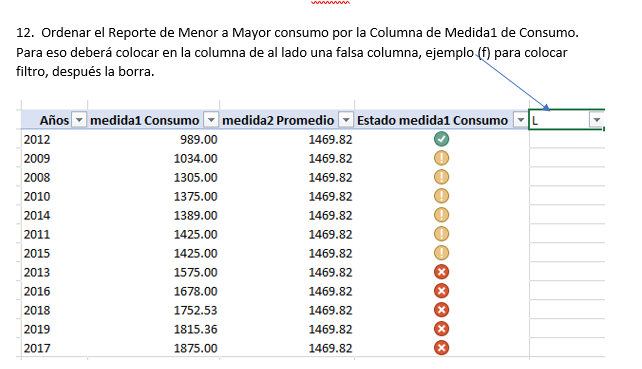 12. Ordenar el Reporte de Menor a Mayor consumo por la Columna de Medida1 de Consumo.
Para eso deberá colocar en la columna de al lado una falsa columna, ejemplo (f) para colocar
filtro, después la borra.
Años medida1 Consumo medida2 Promedio Estado medida1 Consumo L
2012 989.00 1469.82
2009 1034.00 1469.82
2008 1305.00 1469.82
2010 1375.00 1469.82
2014 1389.00 1469.82
2011 1425.00 1469.82
2015 1425.00 1469.82
2013 1575.00 1469.82
2016 1678.00 1469.82
2018 1752.53 1469.82
2019 1815.36 1469.82
2017 1875.00 1469.82